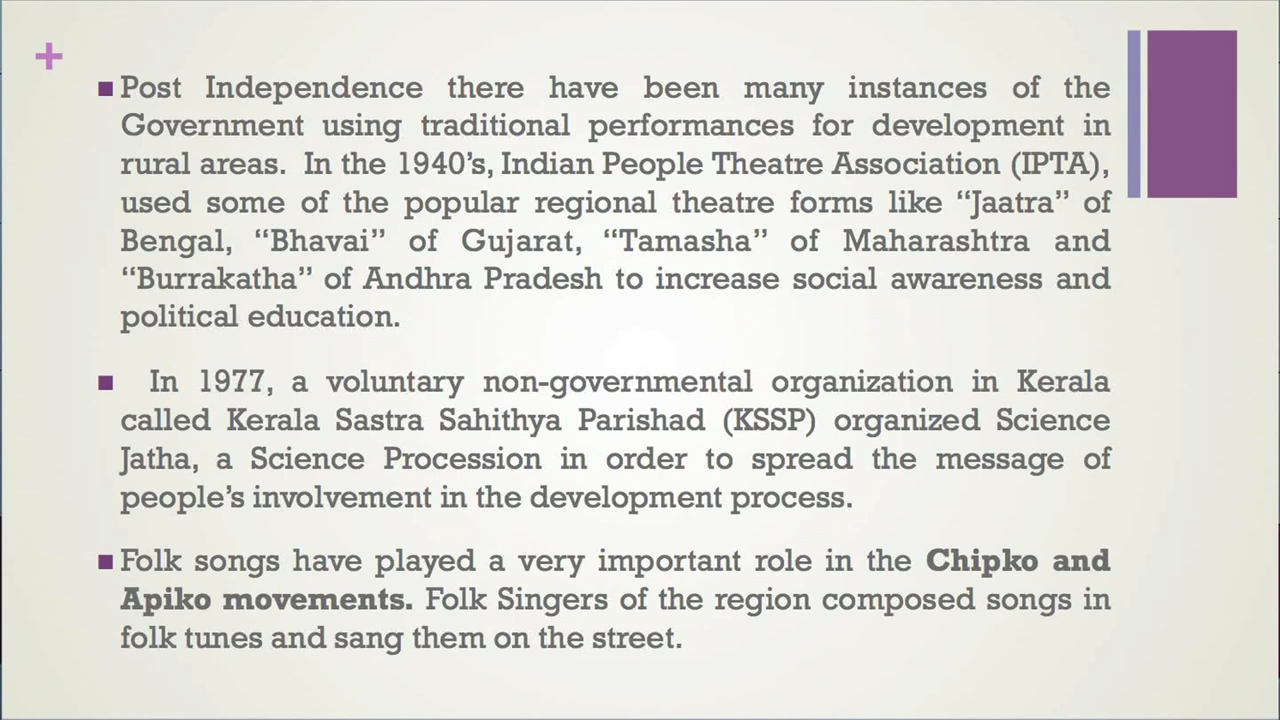 +
Post Independence there have been many instances of the
Government using traditional performances for development in
rural areas. In the 1940’s, Indian People Theatre Association (IPTA),
used some of the popular regional theatre forms like “Jaatra” of
Bengal, “Bhavai” of Gujarat, “Tamasha” of Maharashtra and
“Burrakatha” of Andhra Pradesh to increase social awareness and
political education.
In 1977, a voluntary non-governmental organization in Kerala
called Kerala Sastra Sahithya Parishad (KSSP) organized Science
Jatha, a Science Procession in order to spread the message of
people’s involvement in the development process.
Folk songs have played a very important role in the Chipko and
Apiko movements. Folk Singers of the region composed songs in
folk tunes and sang them on the street.